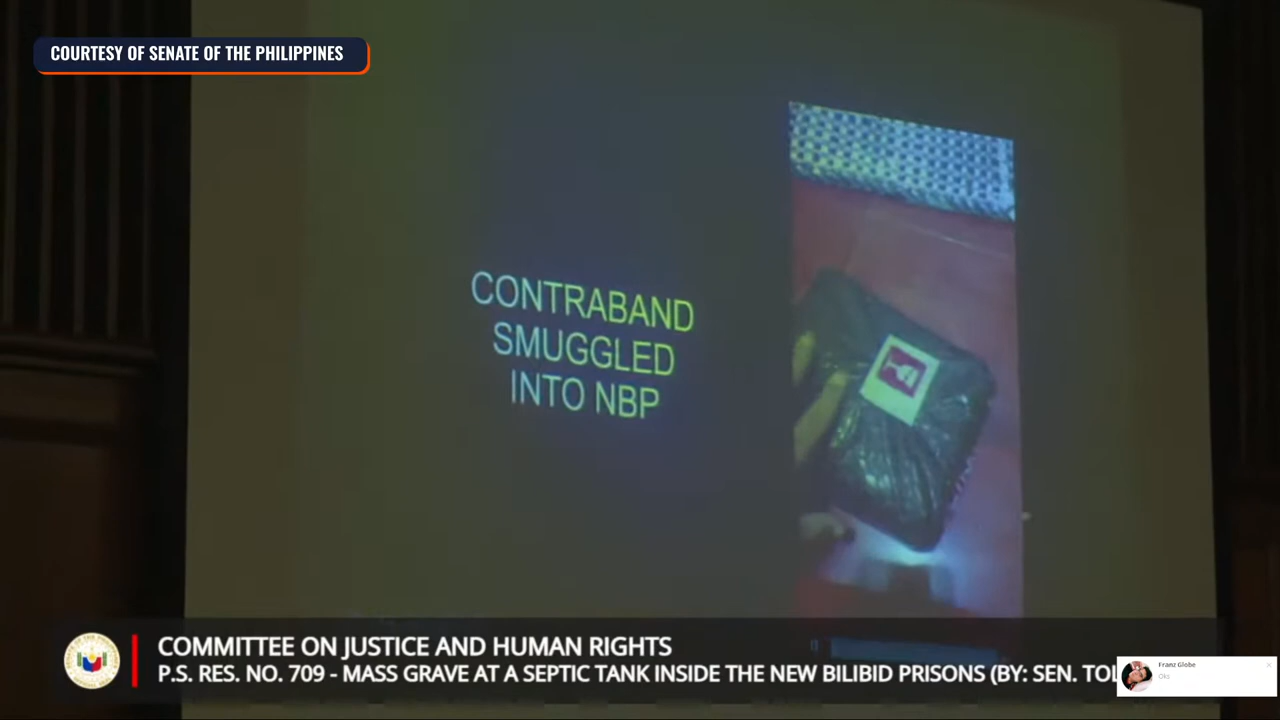 COURTESY OF SENATE OF THE PHILIPPINES
CONTRABAND
SMUGGLED
INTO NBP
COMMITTEE ON JUSTICE AND HUMAN RIGHTS
P.S. RES. NO. 709 - MASS GRAVE AT A SEPTIC TANK INSIDE THE NEW BILIBID PRISONS (BY: SEN. TOL
Franz Globe